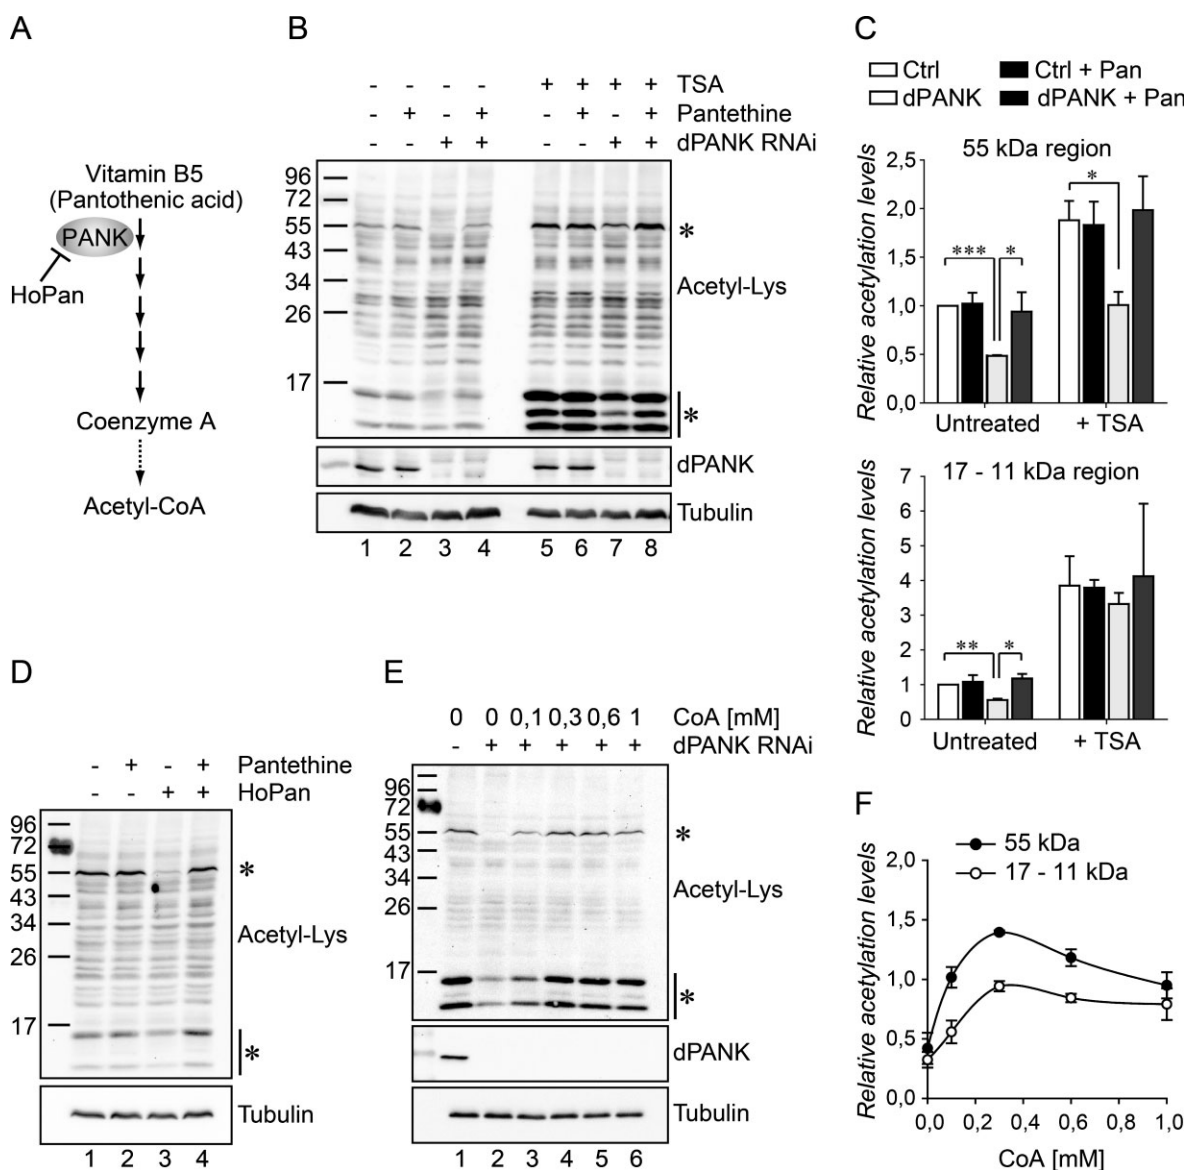 A
Vitamin B5
(Pantothenic acid)
PANK
HoPan
Coenzyme A
Acetyl-CoA
B
- - - - + + + + TSA
- + - + - + - + Pantethine
- - + + - - + + dPANK RNAi
96
72
55
43
34
26
17
*
Acetyl-Lys
*
dPANK
Tubulin
1 2 3 4 5 6 7 8
C
Ctrl
Ctrl + Pan
dPANK
dPANK + Pan
55 kDa region
Relative acetylation levels
2,5
2,0
1,5
1,0
0,5
0,0
*** * *
Untreated + TSA
17 - 11 kDa region
Relative acetylation levels
7
6
5
4
3
2
1
0
** *
Untreated + TSA
D
- + - + Pantethine
- - + + HoPan
96
72
55
43
34
26
17
*
Acetyl-Lys
*
Tubulin
1 2 3 4
E
0 0 0,1 0,3 0,6 1 CoA [mM]
- + + + + + dPANK RNAi
96
72
55
43
34
26
17
*
Acetyl-Lys
*
dPANK
Tubulin
1 2 3 4 5 6
F
55 kDa
17 - 11 kDa
Relative acetylation levels
2,0
1,5
1,0
0,5
0,0
0,0 0,2 0,4 0,6 0,8 1,0
CoA [mM]